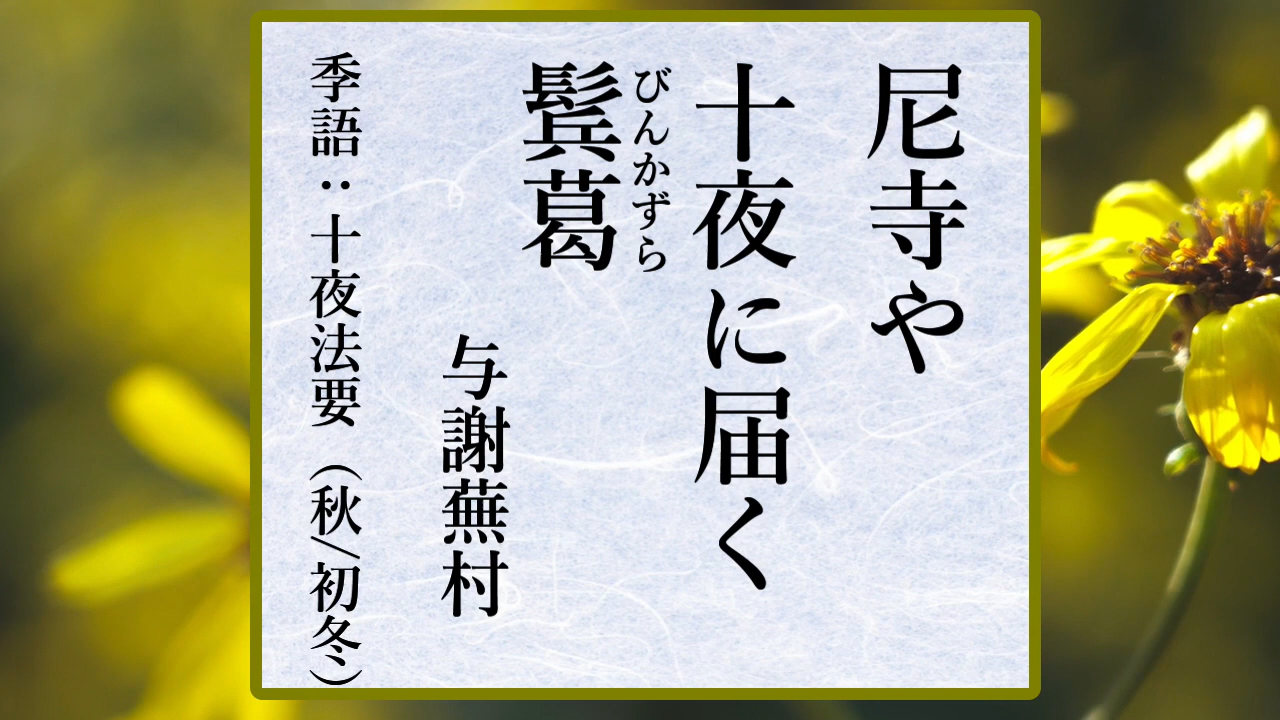 尼寺や
十夜に届く
びんかずら
鬓葛
与謝蕪村
季語：十夜法要（秋/初冬）